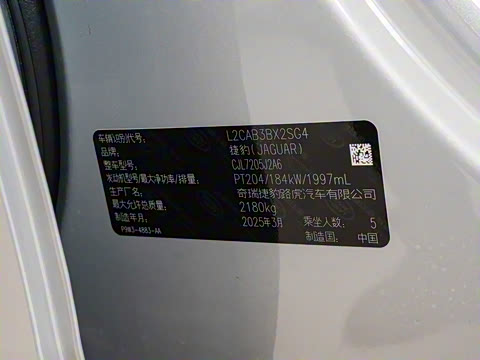 车辆识别代号: L2CAB3BX2SG4
品牌: 捷豹(JAGUAR)
整车型号: CJL7205J2A6
发动机型号/最大净功率/排量: PT204/184kW/1997mL
生产厂名: 奇瑞捷豹路虎汽车有限公司
最大允许总质量: 2180kg
制造年月: 2025年3月 乘坐人数: 5
P9W3-4883-AA 制造国: 中国